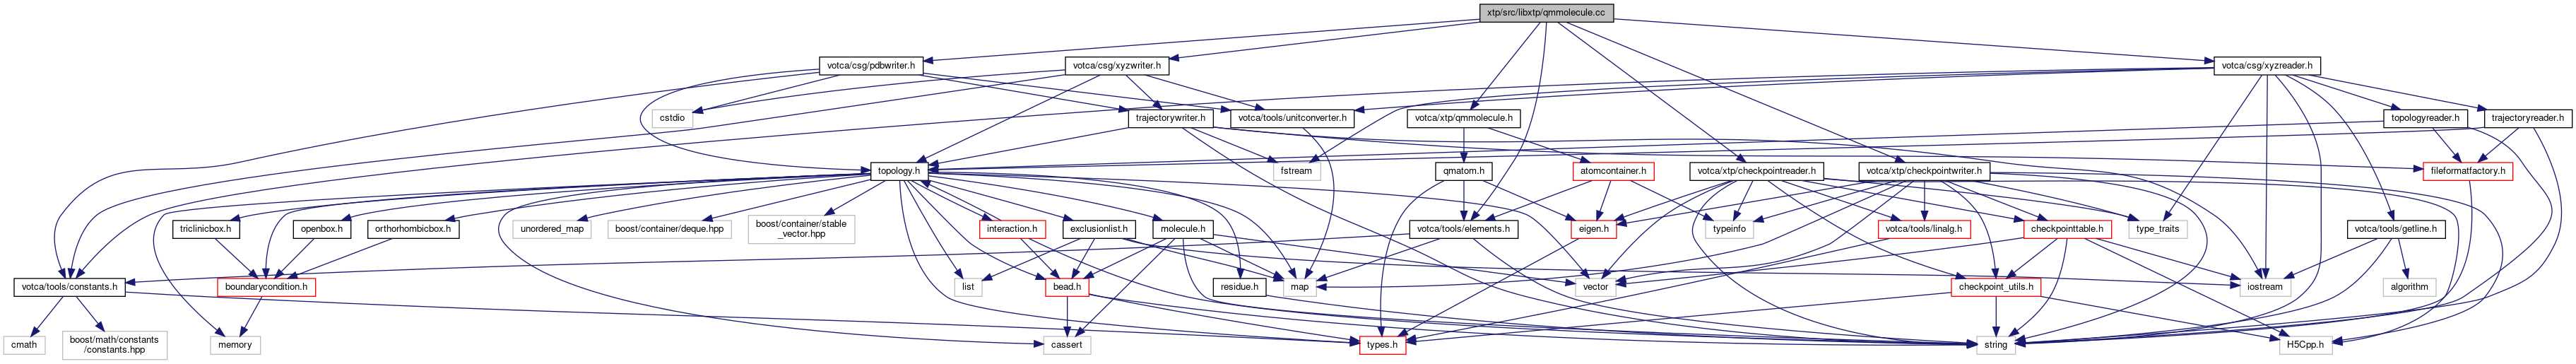 xtp/src/libxtp/qmmolecule.cc
votca/csg/pdbwriter.h
votca/csg/xyzwriter.h
votca/csg/xyzreader.h
cstdio
trajectorywriter.h
votca/tools/unitconverter.h
votca/xtp/qmmolecule.h
topologyreader.h
trajectoryreader.h
topology.h
fstream
qmatom.h
atomcontainer.h
votca/xtp/checkpointreader.h
votca/xtp/checkpointwriter.h
fileformatfactory.h
triclinicbox.h
openbox.h
orthorhombicbox.h
unordered_map
boost/container/deque.hpp
boost/container/stable
_vector.hpp
interaction.h
exclusionlist.h
molecule.h
votca/tools/elements.h
eigen.h
typeinfo
votca/tools/linalg.h
checkpointtable.h
type_traits
votca/tools/getline.h
votca/tools/constants.h
boundarycondition.h
list
bead.h
residue.h
map
vector
checkpoint_utils.h
iostream
algorithm
cmath
boost/math/constants
/constants.hpp
memory
cassert
types.h
string
H5Cpp.h